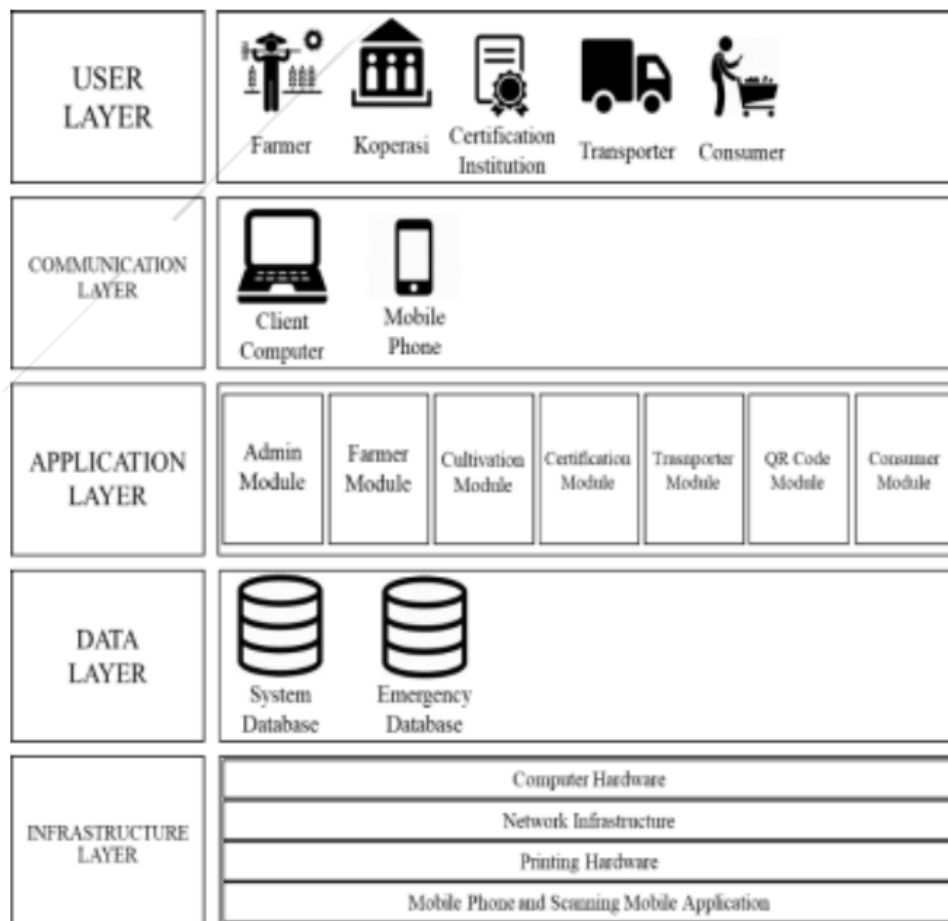 USER
LAYER
Farmer
Koperasi
Certification
Institution
Transporter
Consumer
COMMUNICATION
LAYER
Client
Computer
Mobile
Phone
APPLICATION
LAYER
Admin
Module
Farmer
Module
Cultivation
Module
Certification
Module
Trasnporter
Module
QR Code
Module
Consumer
Module
DATA
LAYER
System
Database
Emergency
Database
INFRASTRUCTURE
LAYER
Computer Hardware
Network Infrastructure
Printing Hardware
Mobile Phone and Scanning Mobile Application